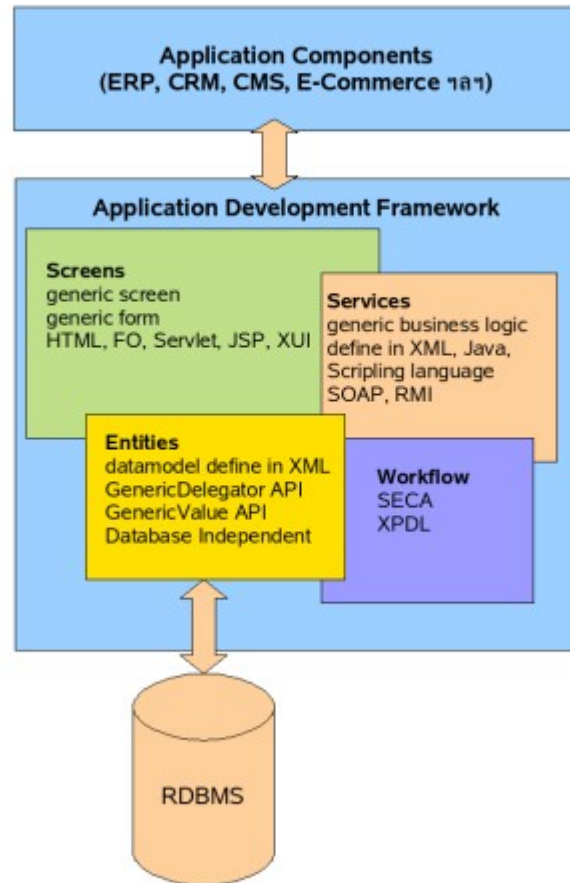 Application Components
(ERP, CRM, CMS, E-Commerce ฯลฯ)
Application Development Framework
Screens
generic screen
generic form
HTML, FO, Servlet, JSP, XUI
Services
generic business logic
define in XML, Java,
Scripling language
SOAP, RMI
Entities
datamodel define in XML
GenericDelegator API
GenericValue API
Database Independent
Workflow
SECA
XPDL
RDBMS